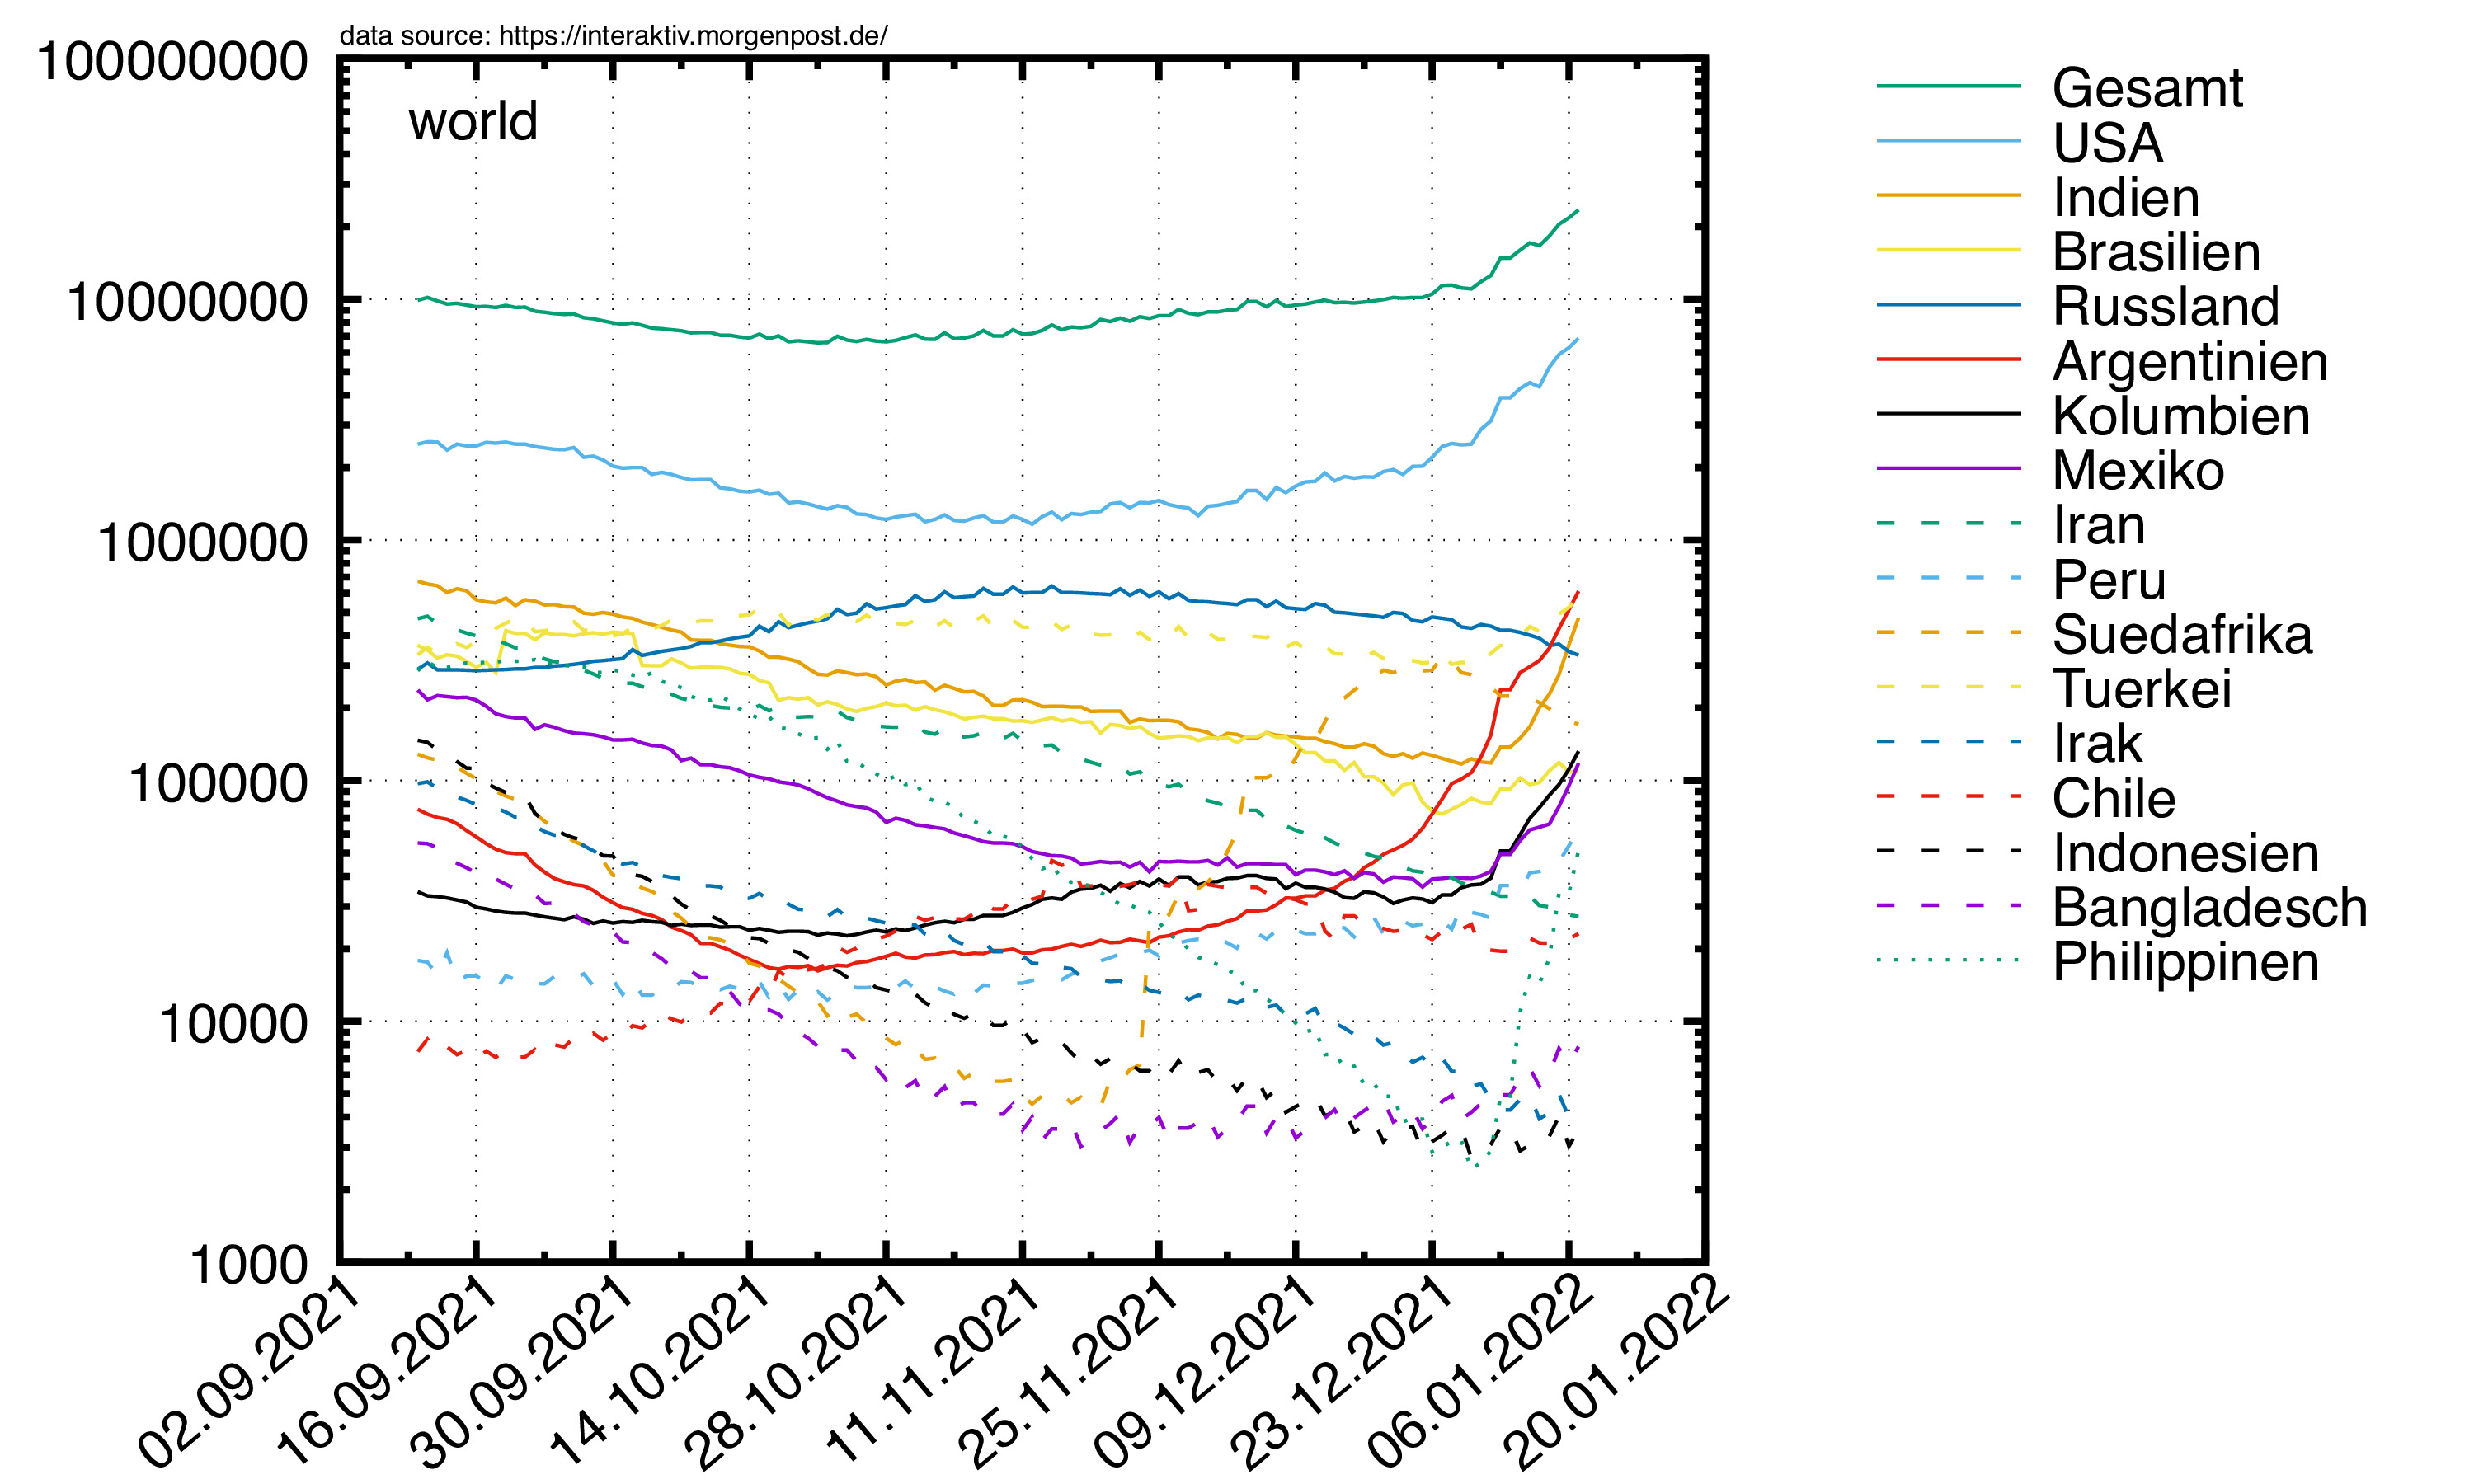 data source: https://interaktiv.morgenpost.de/
100000000
10000000
1000000
100000
10000
1000
world
02.09.2021
16.09.2021
30.09.2021
14.10.2021
28.10.2021
11.11.2021
25.11.2021
09.12.2021
23.12.2021
06.01.2022
20.01.2022
Gesamt
USA
Indien
Brasilien
Russland
Argentinien
Kolumbien
Mexiko
Iran
Peru
Suedafrika
Tuerkei
Irak
Chile
Indonesien
Bangladesch
Philippinen